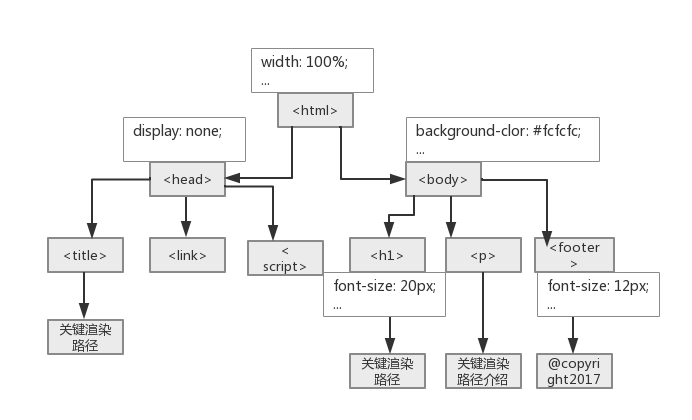 width: 100%;
...
<html>
display: none;
background-clor: #fcfcfc;
...
<head>
<body>
<title>
<link>
<
script>
<h1>
<p>
<footer
>
font-size: 20px;
...
font-size: 12px;
...
关键渲染
路径
关键渲染
路径
关键渲染
路径介绍
@copyri
ght2017